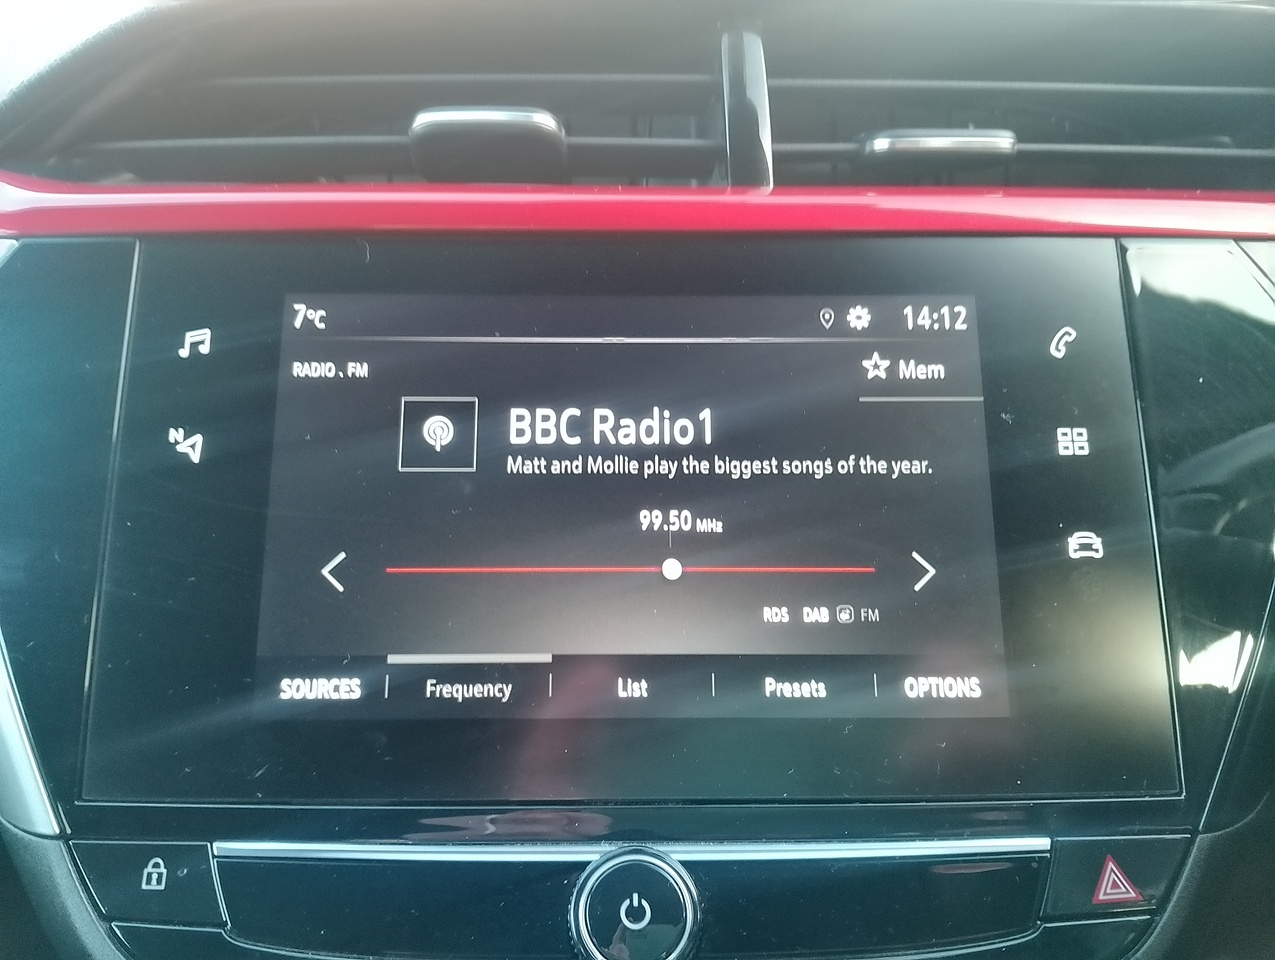 7°C 14:12
RADIO . FM Mem
BBC Radio1
Matt and Mollie play the biggest songs of the year.
99.50 MHz
RDS DAB FM
SOURCES Frequency List Presets OPTIONS
N